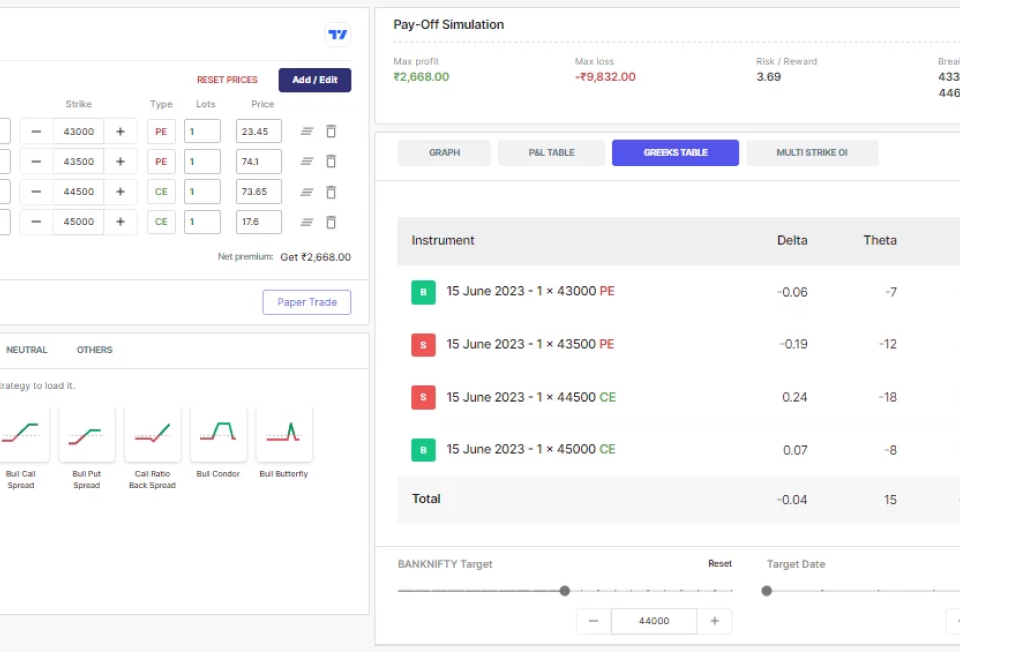 RESET PRICES Add / Edit
Strike Type Lots Price
− 43000 + PE 1 23.45
− 43500 + PE 1 74.1
− 44500 + CE 1 73.65
− 45000 + CE 1 17.6
Net premium: Get ₹2,668.00
Paper Trade
NEUTRAL OTHERS
trategy to load it.
Bull Call Spread
Bull Put Spread
Call Ratio Back Spread
Bull Condor
Bull Butterfly
Pay-Off Simulation
Max profit Max loss Risk / Reward Breal
₹2,668.00 -₹9,832.00 3.69 433
446
GRAPH P&L TABLE GREEKS TABLE MULTI STRIKE OI
Instrument Delta Theta
B 15 June 2023 - 1 × 43000 PE -0.06 -7
S 15 June 2023 - 1 × 43500 PE -0.19 -12
S 15 June 2023 - 1 × 44500 CE 0.24 -18
B 15 June 2023 - 1 × 45000 CE 0.07 -8
Total -0.04 15
BANKNIFTY Target Reset Target Date
− 44000 +